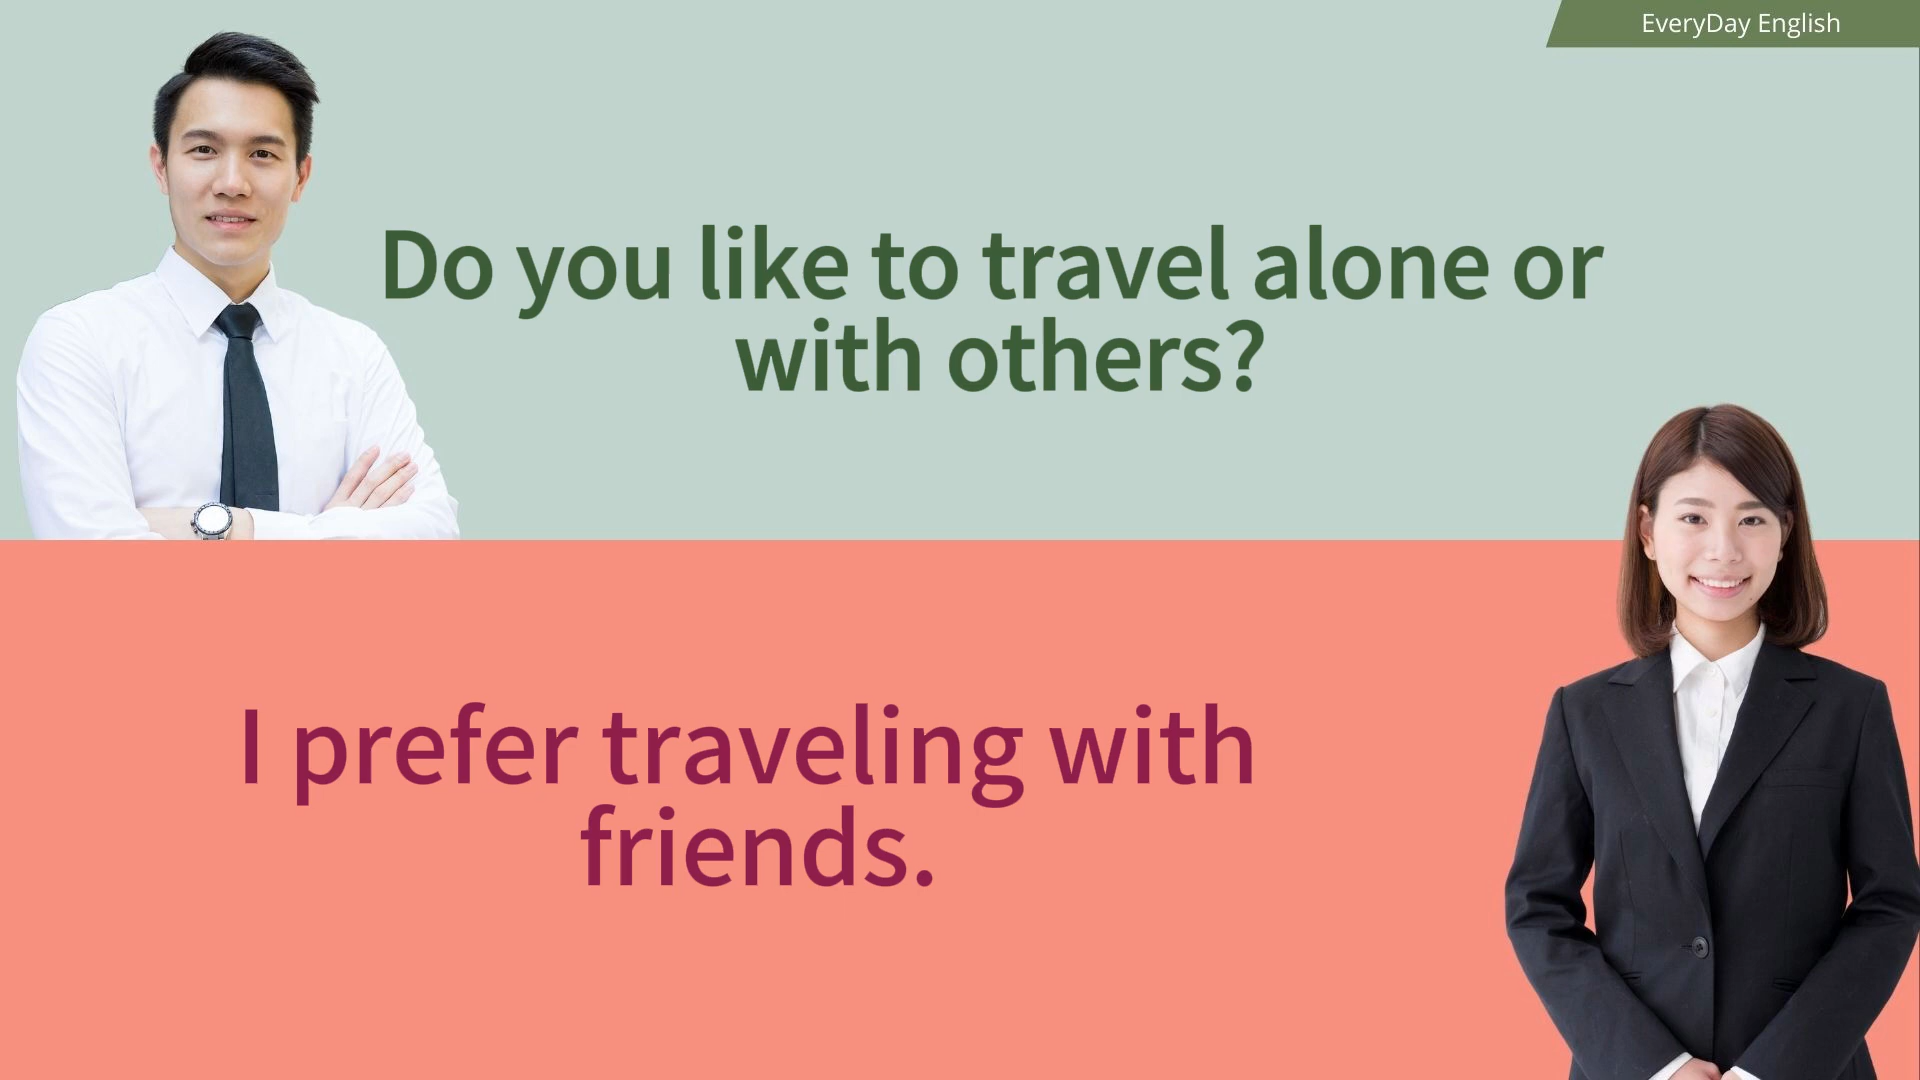 EveryDay English
Do you like to travel alone or
with others?
I prefer traveling with
friends.